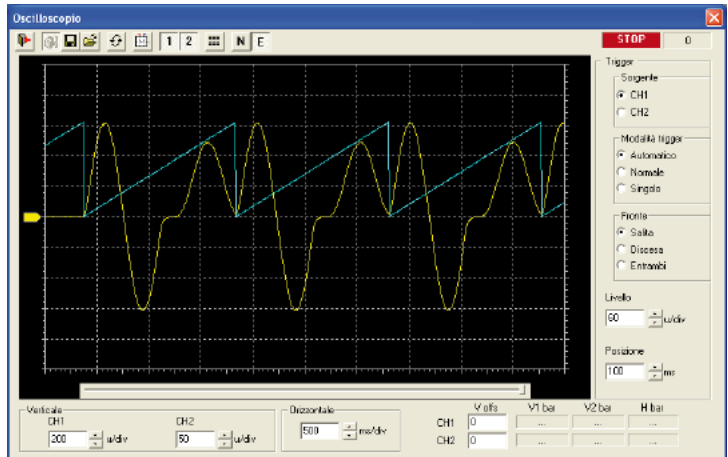 Oscilloscopio
1 2 N E
STOP 0
Trigger
Sorgente
CH1
CH2
Modalità trigger
Automatico
Normale
Singolo
Fronte
Salita
Discesa
Entrambi
Livello
60 u/div
Posizione
100 ms
Verticale
CH1 CH2
200 u/div 50 u/div
Orizzontale
500 ms/div
V offs V1 bar V2 bar H bar
CH1 0 ... ... ...
CH2 0 ... ... ...